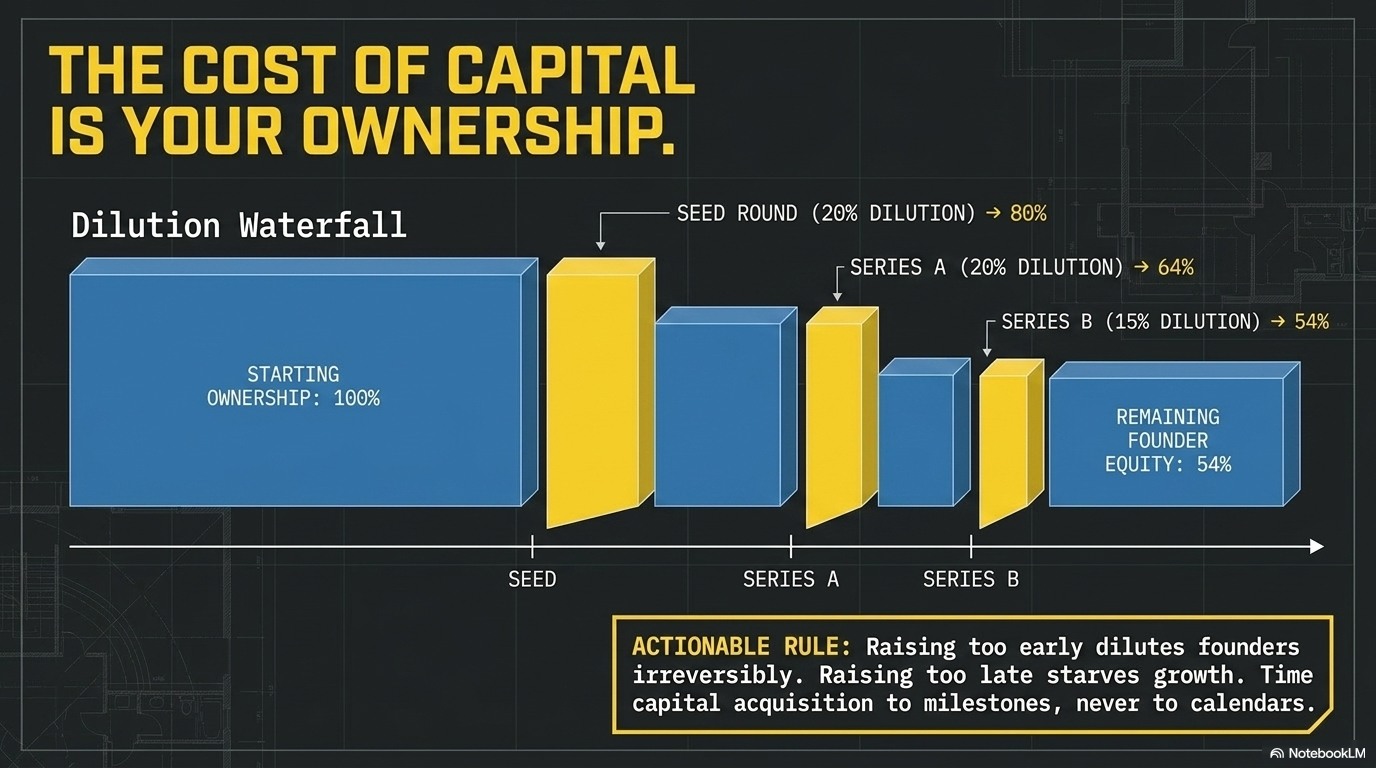 THE COST OF CAPITAL
IS YOUR OWNERSHIP.
Dilution Waterfall
SEED ROUND (20% DILUTION) → 80%
SERIES A (20% DILUTION) → 64%
SERIES B (15% DILUTION) → 54%
STARTING
OWNERSHIP: 100%
REMAINING
FOUNDER
EQUITY: 54%
SEED
SERIES A
SERIES B
ACTIONABLE RULE: Raising too early dilutes founders
irreversibly. Raising too late starves growth. Time
capital acquisition to milestones, never to calendars.
NotebookLM